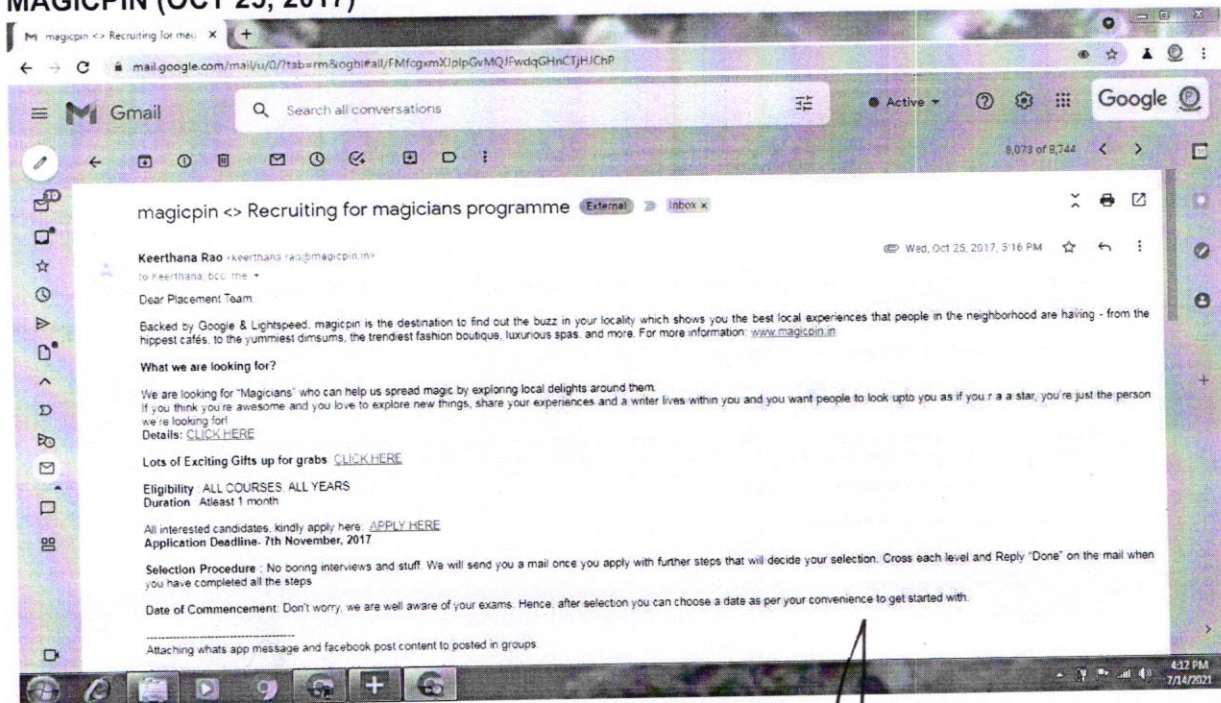 MAGICPIN (OCT 25, 2017)
magicpin <> Recruiting for
Gmail
Search all conversations
Active
Google
8,073 of 8,744
magicpin <> Recruiting for magicians programme External Inbox x
Keerthana Rao <keerthana.rao@magicpin.in>
Wed, Oct 25, 2017, 5:16 PM
to Keerthana, bcc: me
Dear Placement Team,
Backed by Google & Lightspeed, magicpin is the destination to find out the buzz in your locality which shows you the best local experiences that people in the neighborhood are having - from the
hippest cafés, to the yummiest dimsums, the trendiest fashion boutique, luxurious spas, and more. For more information: www.magicpin.in
What we are looking for?
We are looking for "Magicians" who can help us spread magic by exploring local delights around them.
If you think you're awesome and you love to explore new things, share your experiences and a writer lives within you and you want people to look upto you as if you r a a star, you're just the person
we're looking for!
Details: CLICK HERE
Lots of Exciting Gifts up for grabs. CLICK HERE
Eligibility : ALL COURSES, ALL YEARS
Duration : Atleast 1 month
All interested candidates, kindly apply here: APPLY HERE
Application Deadline- 7th November, 2017
Selection Procedure : No boring interviews and stuff. We will send you a mail once you apply with further steps that will decide your selection. Cross each level and Reply "Done" on the mail when
you have completed all the steps
Date of Commencement: Don't worry, we are well aware of your exams. Hence, after selection you can choose a date as per your convenience to get started with.
--------------------------------------
Attaching whats app message and facebook post content to posted in groups.
4:12 PM
7/14/2021